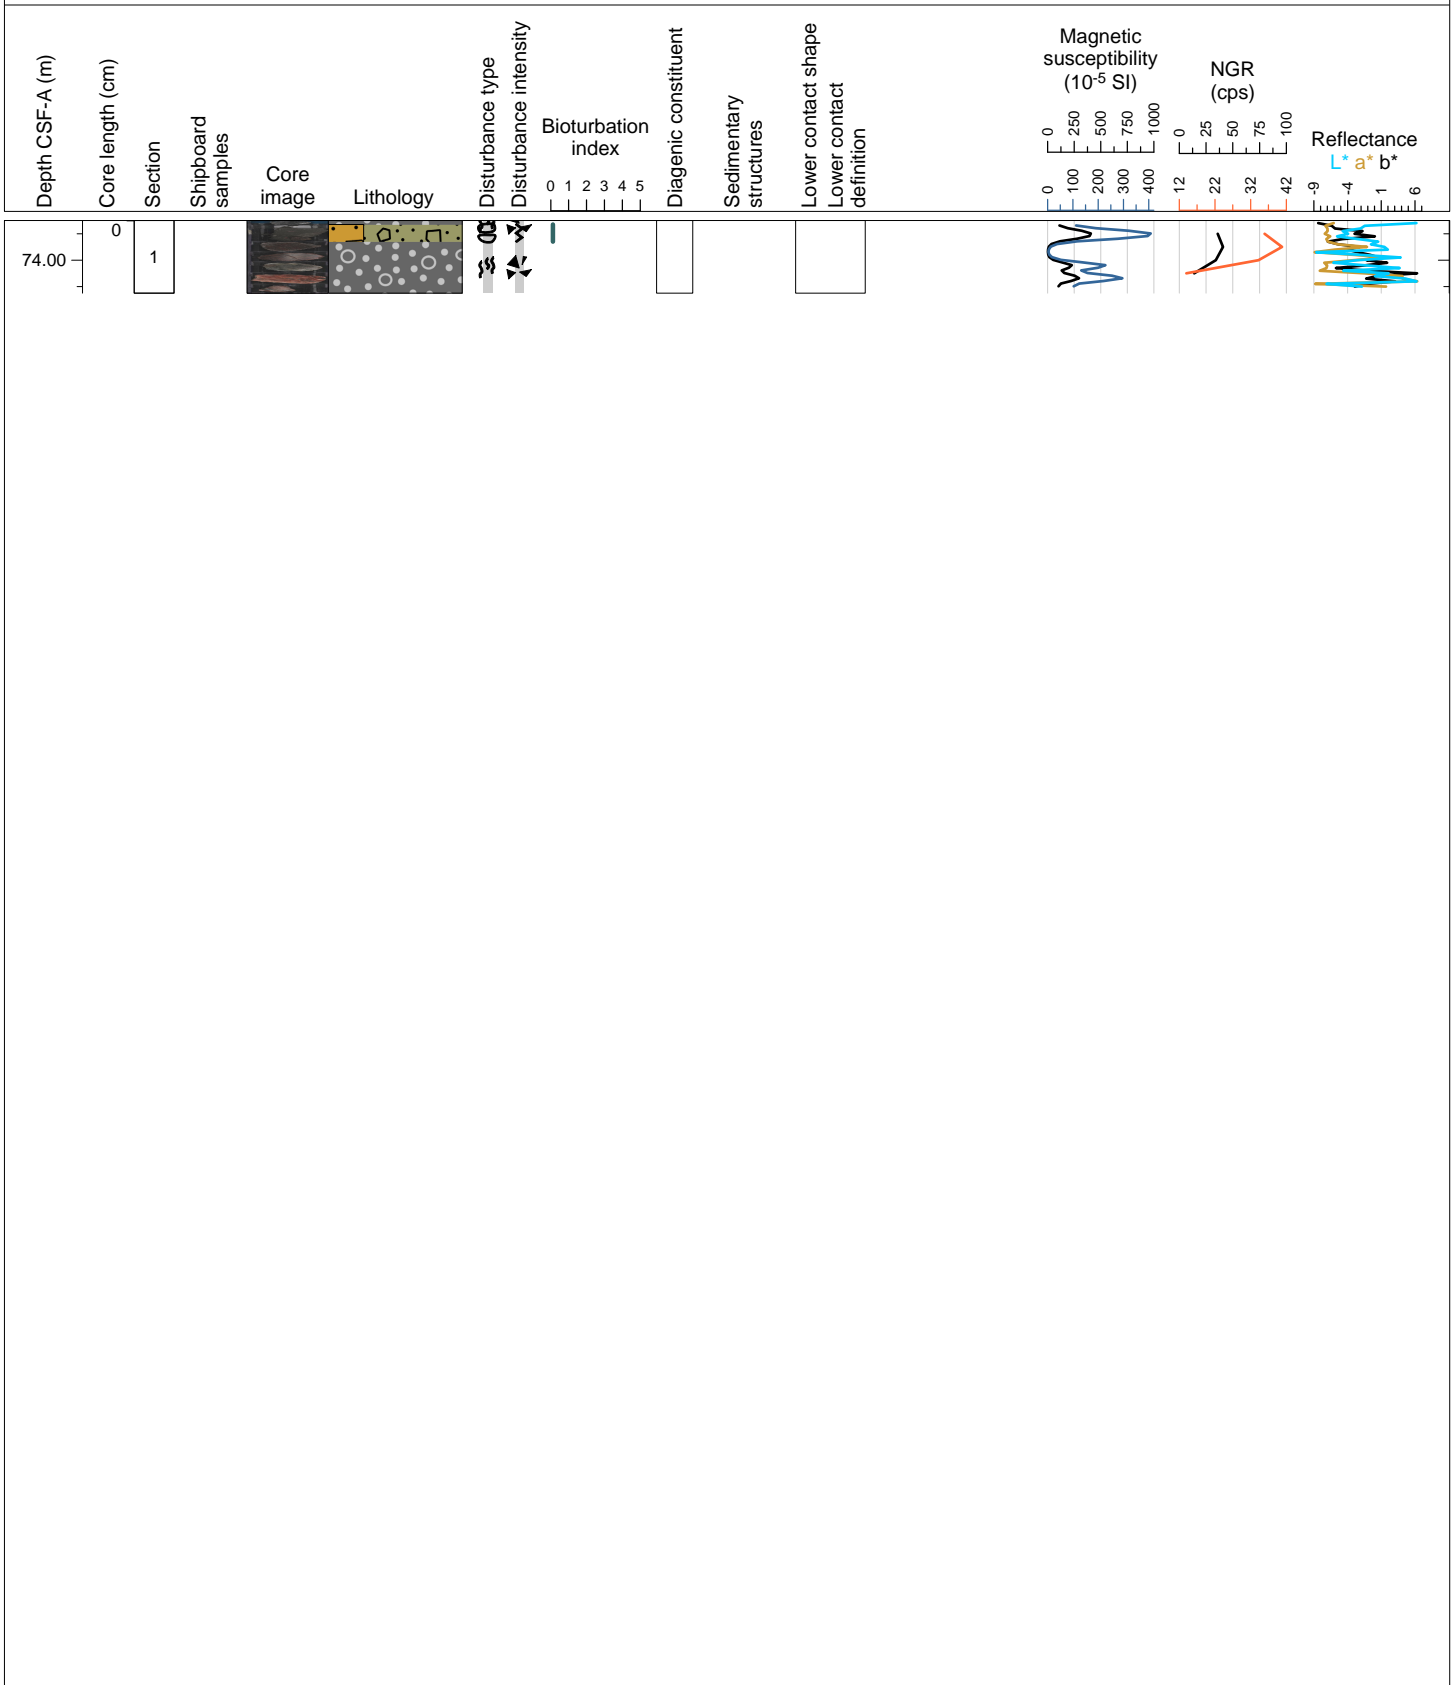 Depth CSF-A (m)
Core length (cm)
Section
Shipboard
samples
Core
image
Lithology
Disturbance type
Disturbance intensity
Bioturbation
index
0 1 2 3 4 5
Diagenic constituent
Sedimentary
structures
Lower contact shape
Lower contact
definition
Magnetic
susceptibility
(10-5 SI)
0 250 500 750 1000
0 100 200 300 400
NGR
(cps)
0 25 50 75 100
12 22 32 42
Reflectance
L* a* b*
-9 -4 1 6
0
74.00
1